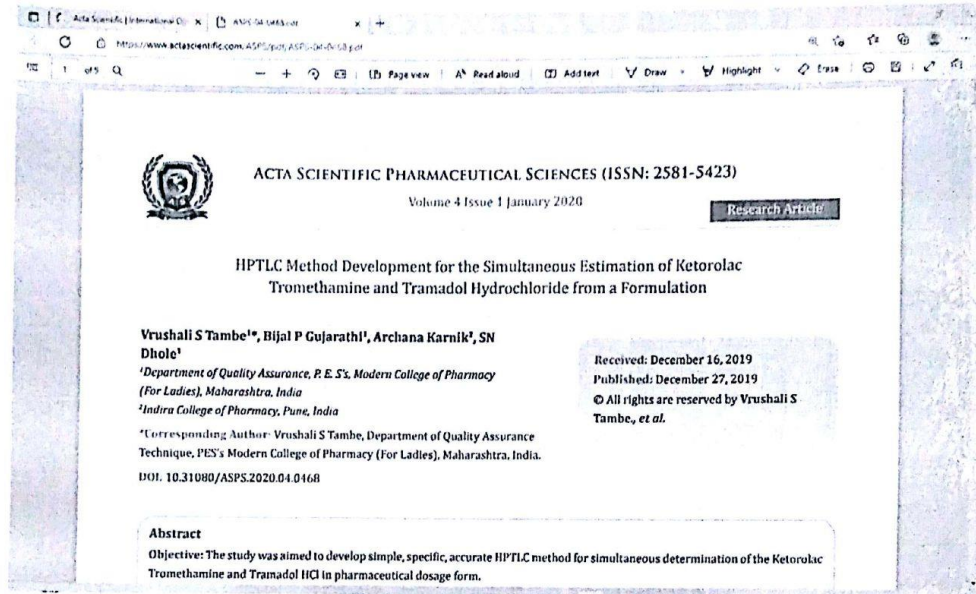 Acta Scientific | International O
ASPS-04-0468.pdf
https://www.actascientific.com/ASPS/pdf/ASPS-04-0468.pdf
1 of 5
Page view
Read aloud
Add text
Draw
Highlight
Erase
ACTA SCIENTIFIC PHARMACEUTICAL SCIENCES (ISSN: 2581-5423)
Volume 4 Issue 1 January 2020
Research Article
HPTLC Method Development for the Simultaneous Estimation of Ketorolac
Tromethamine and Tramadol Hydrochloride from a Formulation
Vrushali S Tambe¹*, Bijal P Gujarathi¹, Archana Karnik², SN
Dhole¹
¹Department of Quality Assurance, P. E. S's, Modern College of Pharmacy
(For Ladies), Maharashtra, India
²Indira College of Pharmacy, Pune, India
*Corresponding Author: Vrushali S Tambe, Department of Quality Assurance
Technique, PES's Modern College of Pharmacy (For Ladies), Maharashtra, India.
DOI. 10.31080/ASPS.2020.04.0468
Received: December 16, 2019
Published: December 27, 2019
© All rights are reserved by Vrushali S
Tambe., et al.
Abstract
Objective: The study was aimed to develop simple, specific, accurate HPTLC method for simultaneous determination of the Ketorolac
Tromethamine and Tramadol HCl in pharmaceutical dosage form.